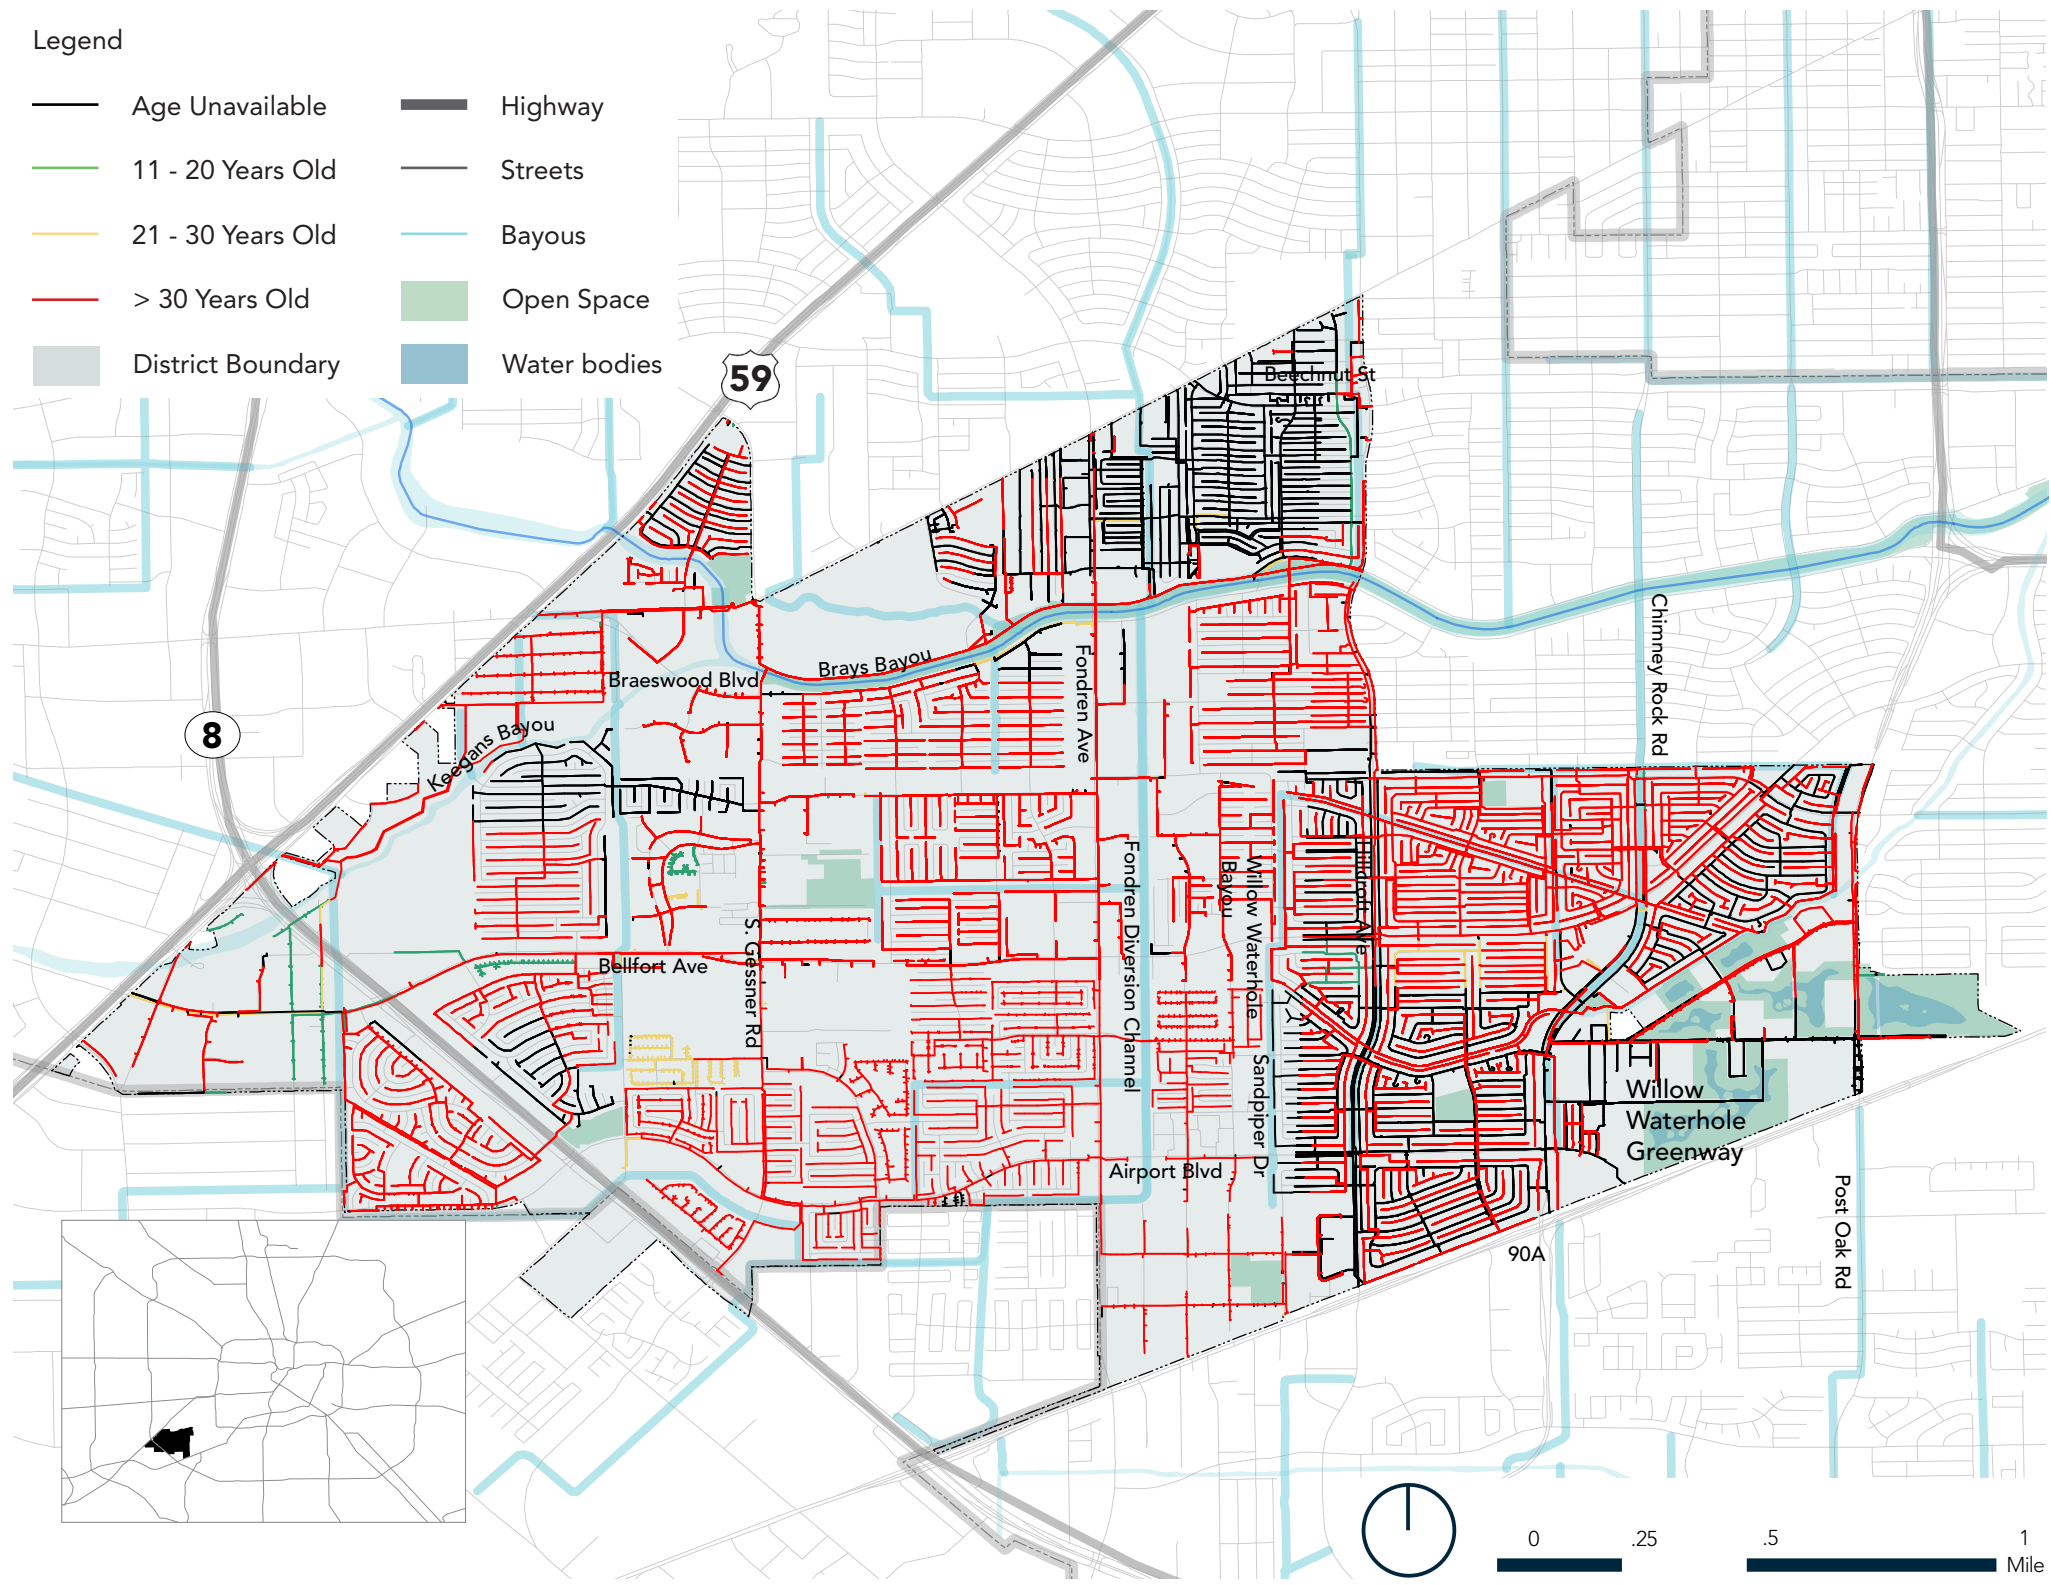 Legend
Age Unavailable
Highway
11 - 20 Years Old
Streets
21 - 30 Years Old
Bayous
> 30 Years Old
Open Space
District Boundary
Water bodies
59
Beechnut St
Chimney Rock Rd
Brays Bayou
Fondren Ave
Braeswood Blvd
8
Keegans Bayou
Fondren Diversion Channel
Willow Waterhole
Bayou
Hillcroft Ave
S. Gessner Rd
Bellfort Ave
Sandpiper Dr
Willow
Waterhole
Greenway
Airport Blvd
Post Oak Rd
90A
0
.25
.5
1
Mile